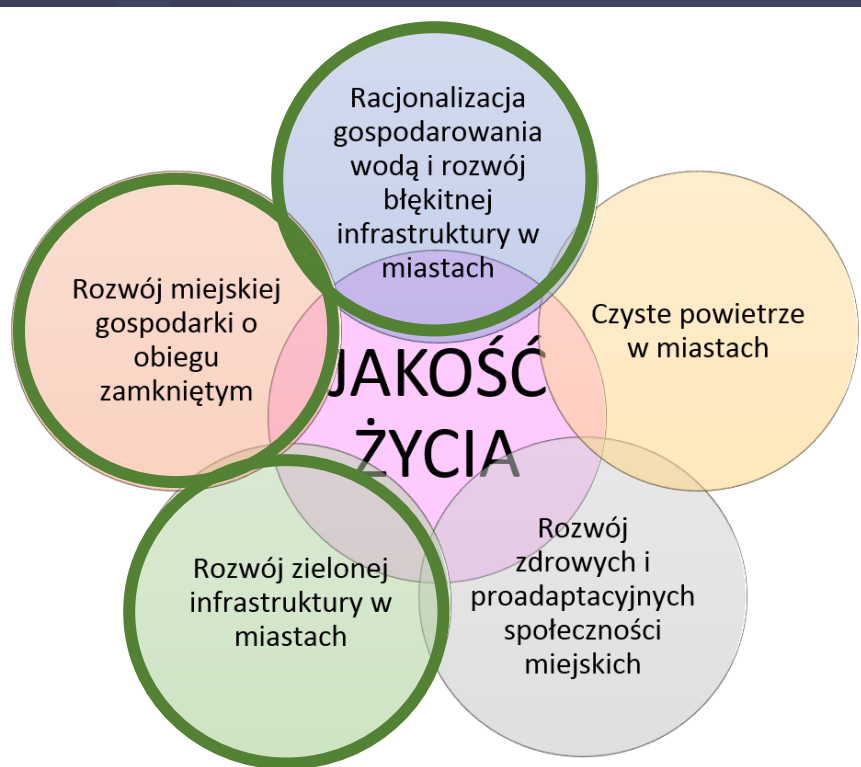 Racjonalizacja
gospodarowania
wodą i rozwój
błękitnej
infrastruktury w
miastach
Czyste powietrze
w miastach
Rozwój
zdrowych i
proadaptacyjnych
społeczności
miejskich
Rozwój zielonej
infrastruktury w
miastach
Rozwój miejskiej
gospodarki o
obiegu
zamkniętym
JAKOŚĆ
ŻYCIA